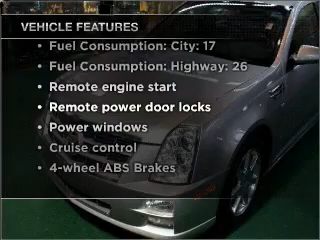 VEHICLE FEATURES
• Fuel Consumption: City: 17
• Fuel Consumption: Highway: 26
• Remote engine start
• Remote power door locks
• Power windows
• Cruise control
• 4-wheel ABS Brakes